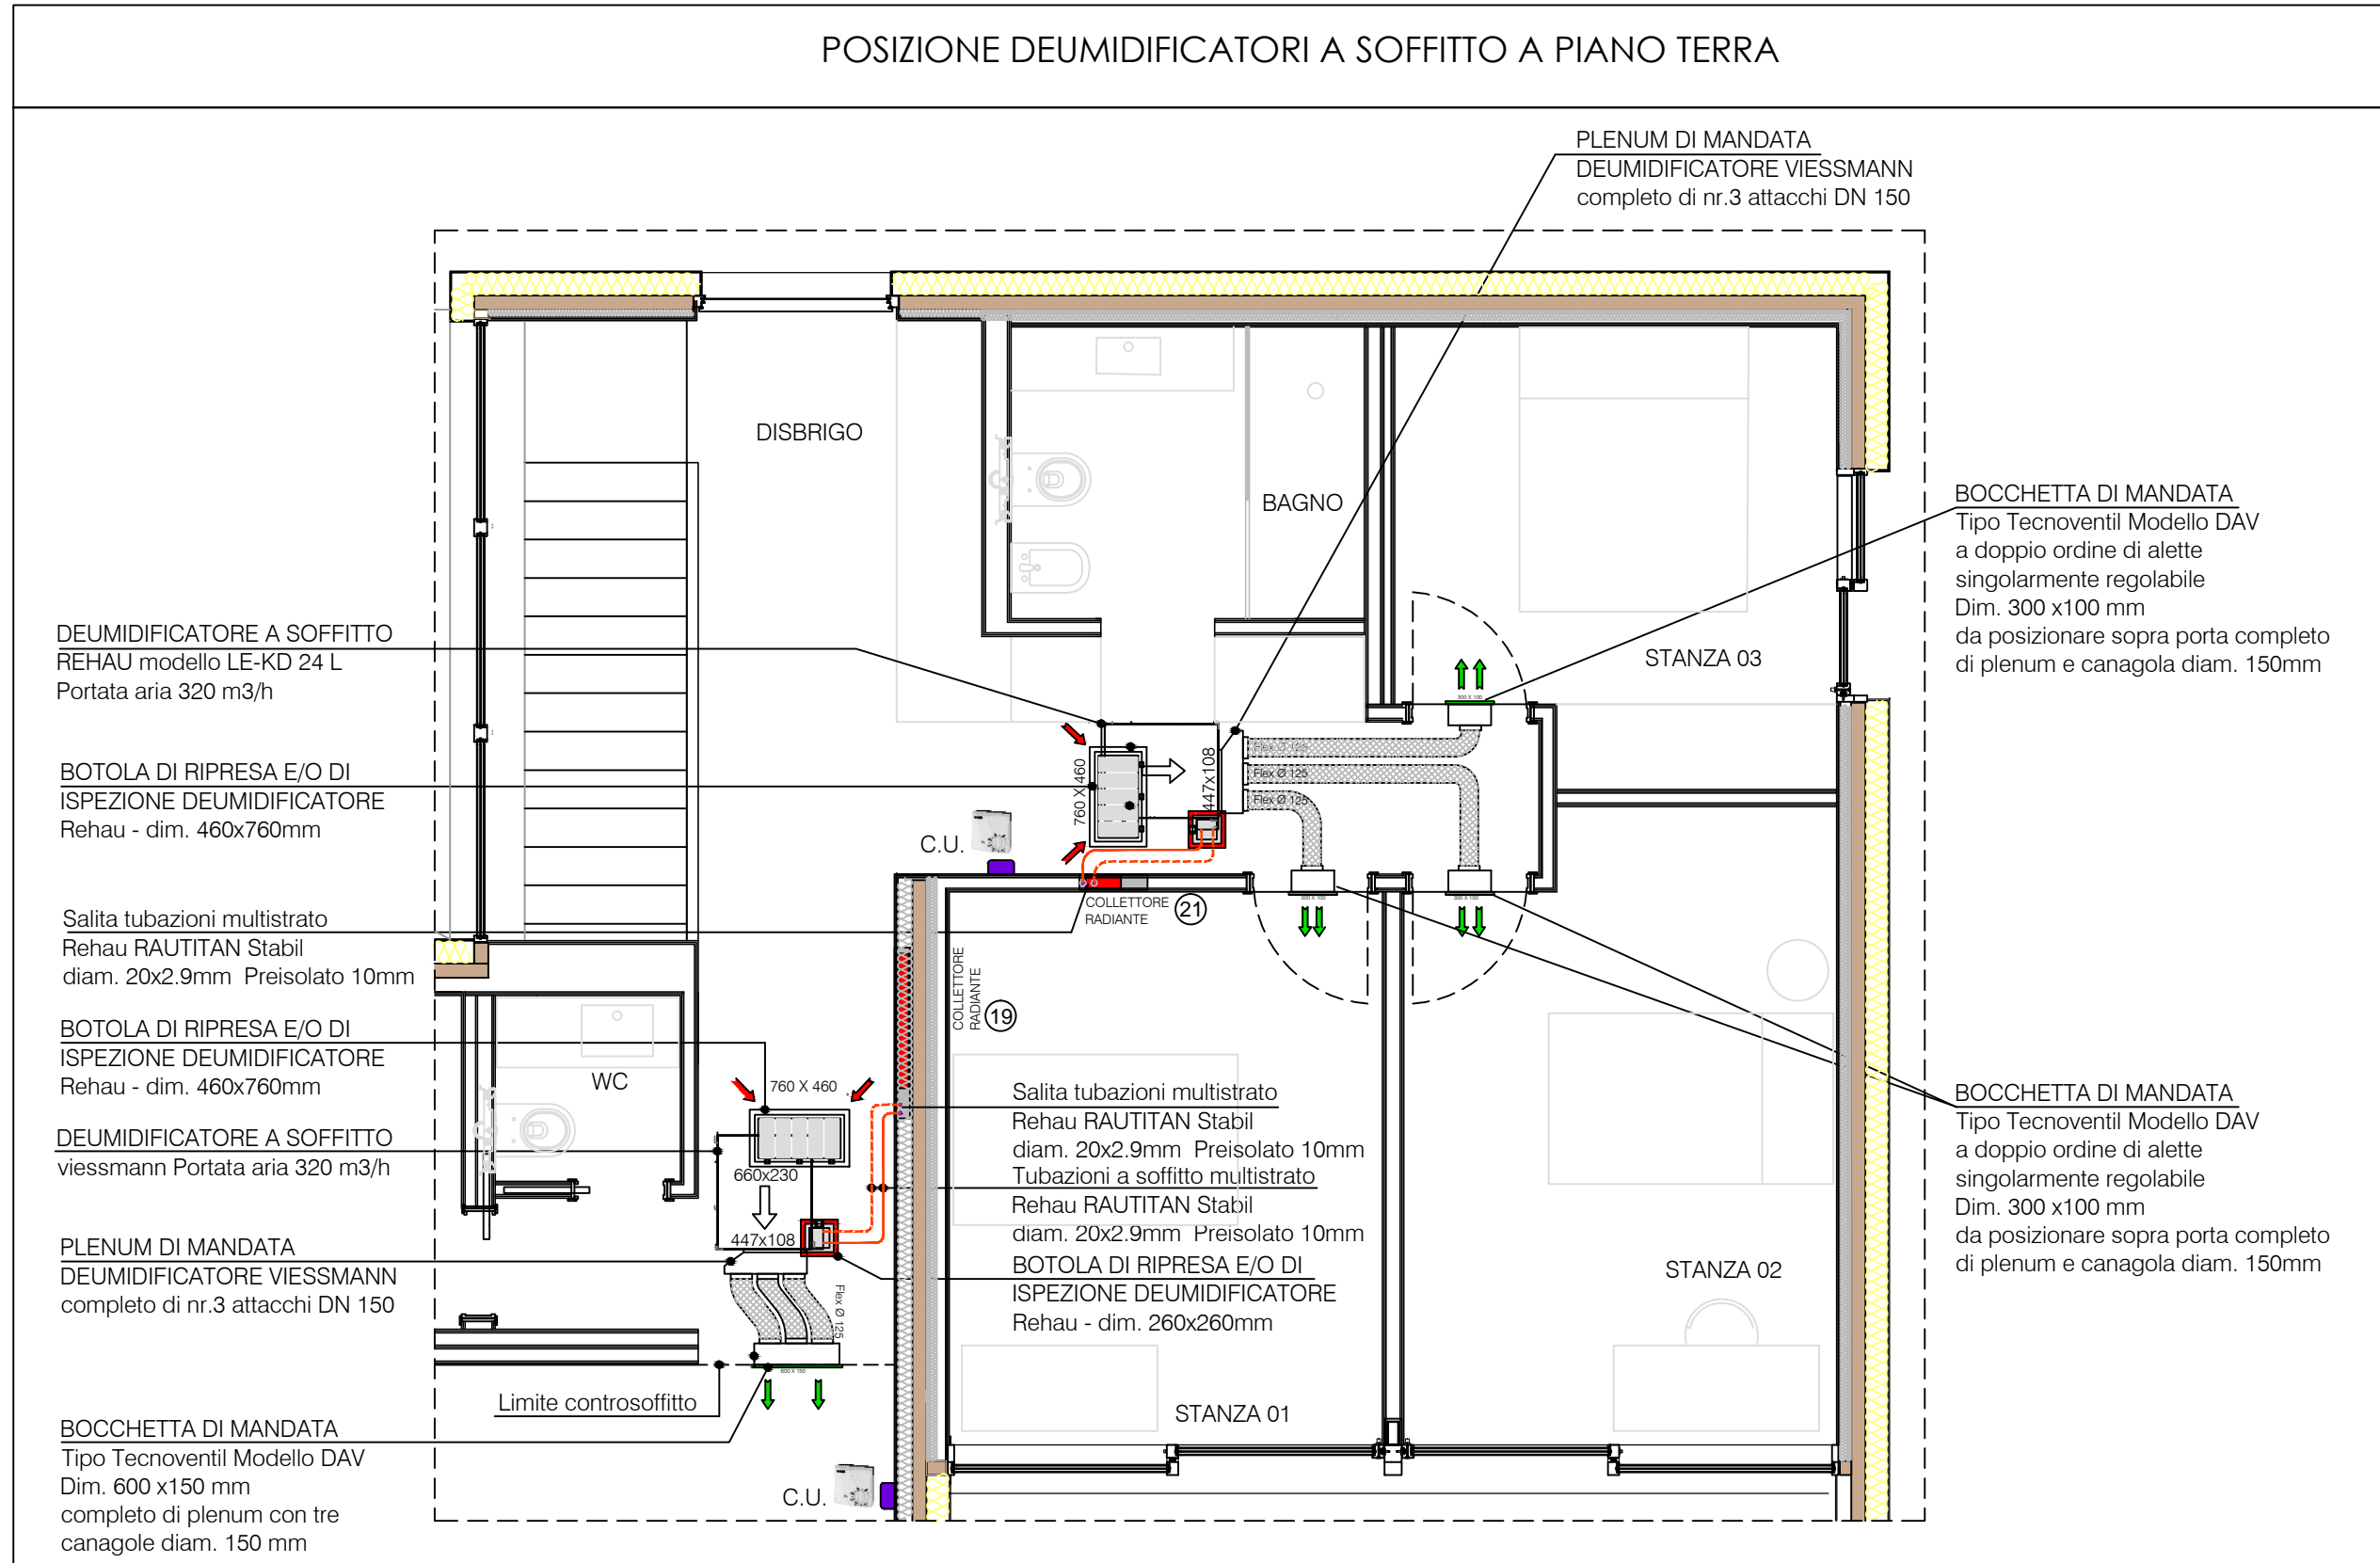 POSIZIONE DEUMIDIFICATORI A SOFFITTO A PIANO TERRA
PLENUM DI MANDATA
DEUMIDIFICATORE VIESSMANN
completo di nr.3 attacchi DN 150
DISBRIGO
BAGNO
BOCCHETTA DI MANDATA
Tipo Tecnoventil Modello DAV
a doppio ordine di alette
singolarmente regolabile
Dim. 300 x100 mm
da posizionare sopra porta completo
di plenum e canagola diam. 150mm
STANZA 03
DEUMIDIFICATORE A SOFFITTO
REHAU modello LE-KD 24 L
Portata aria 320 m3/h
300 X 100
BOTOLA DI RIPRESA E/O DI
ISPEZIONE DEUMIDIFICATORE
Rehau - dim. 460x760mm
760 X 460
447x108
Flex Ø 125
Flex Ø 125
Flex Ø 125
C.U.
300 X 100
300 X 100
COLLETTORE
RADIANTE
21
Salita tubazioni multistrato
Rehau RAUTITAN Stabil
diam. 20x2.9mm Preisolato 10mm
COLLETTORE
RADIANTE
19
BOTOLA DI RIPRESA E/O DI
ISPEZIONE DEUMIDIFICATORE
Rehau - dim. 460x760mm
WC
760 X 460
DEUMIDIFICATORE A SOFFITTO
viessmann Portata aria 320 m3/h
660x230
447x108
Salita tubazioni multistrato
Rehau RAUTITAN Stabil
diam. 20x2.9mm Preisolato 10mm
Tubazioni a soffitto multistrato
Rehau RAUTITAN Stabil
diam. 20x2.9mm Preisolato 10mm
BOTOLA DI RIPRESA E/O DI
ISPEZIONE DEUMIDIFICATORE
Rehau - dim. 260x260mm
BOCCHETTA DI MANDATA
Tipo Tecnoventil Modello DAV
a doppio ordine di alette
singolarmente regolabile
Dim. 300 x100 mm
da posizionare sopra porta completo
di plenum e canagola diam. 150mm
PLENUM DI MANDATA
DEUMIDIFICATORE VIESSMANN
completo di nr.3 attacchi DN 150
Flex Ø 125
600 X 150
STANZA 02
Limite controsoffitto
STANZA 01
BOCCHETTA DI MANDATA
Tipo Tecnoventil Modello DAV
Dim. 600 x150 mm
completo di plenum con tre
canagole diam. 150 mm
C.U.